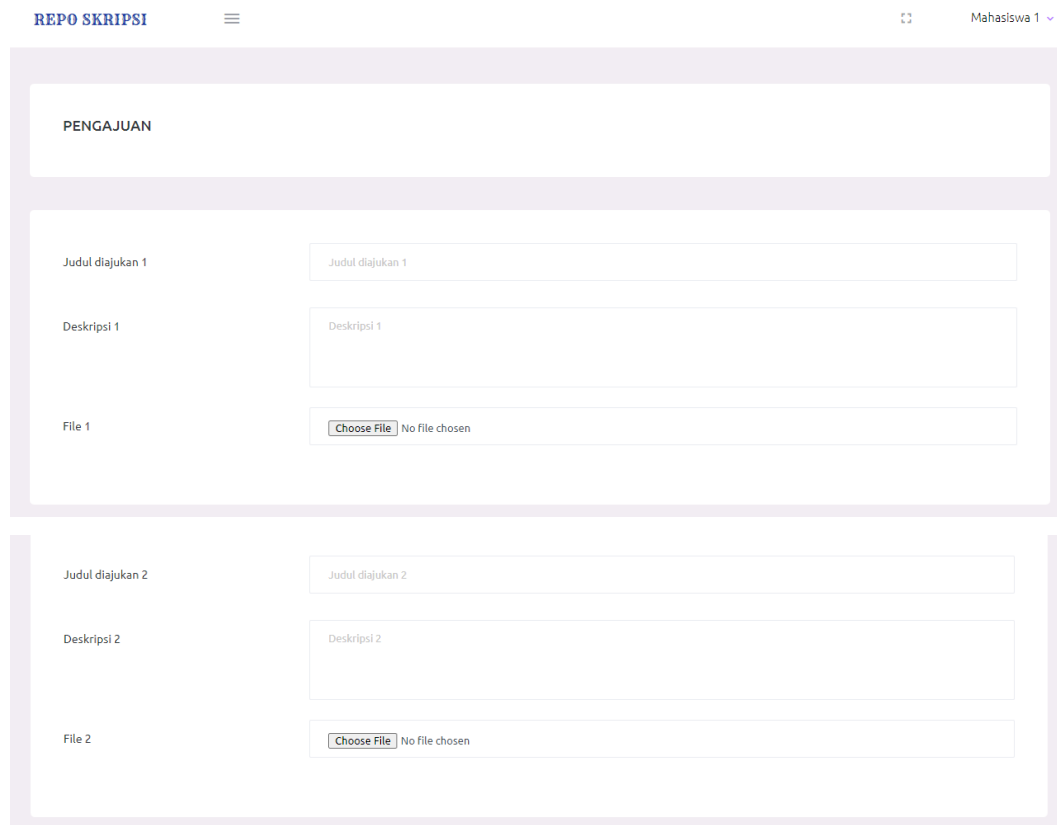 REPO SKRIPSI
Mahasiswa 1
PENGAJUAN
Judul diajukan 1
Judul diajukan 1
Deskripsi 1
Deskripsi 1
File 1
Choose File No file chosen
Judul diajukan 2
Judul diajukan 2
Deskripsi 2
Deskripsi 2
File 2
Choose File No file chosen